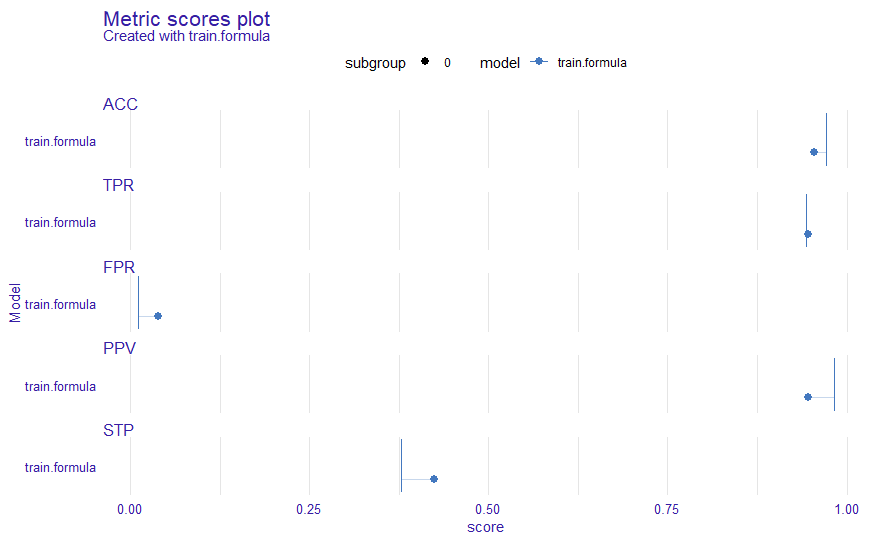 Metric scores plot
Created with train.formula
subgroup 0 model train.formula
ACC
train.formula
TPR
train.formula
FPR
train.formula
PPV
train.formula
STP
train.formula
Model
0.00 0.25 0.50 0.75 1.00
score